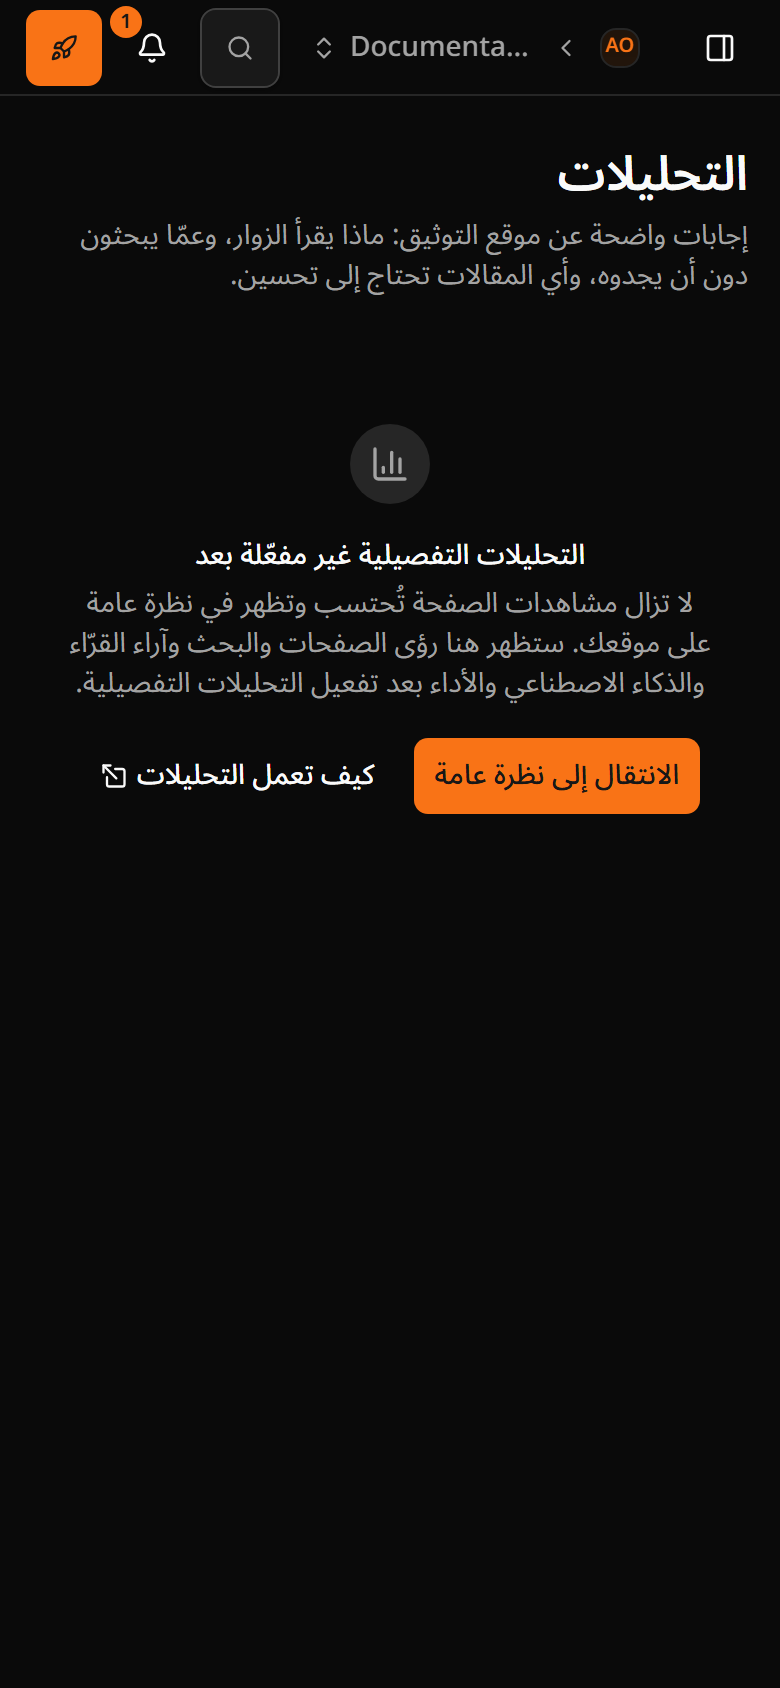 AO
Documenta...
1
التحليلات
إجابات واضحة عن موقع التوثيق: ماذا يقرأ الزوار، وعمّا يبحثون
دون أن يجدوه، وأي المقالات تحتاج إلى تحسين.
التحليلات التفصيلية غير مفعّلة بعد
لا تزال مشاهدات الصفحة تُحتسب وتظهر في نظرة عامة
على موقعك. ستظهر هنا رؤى الصفحات والبحث وآراء القرّاء
والذكاء الاصطناعي والأداء بعد تفعيل التحليلات التفصيلية.
الانتقال إلى نظرة عامة
كيف تعمل التحليلات